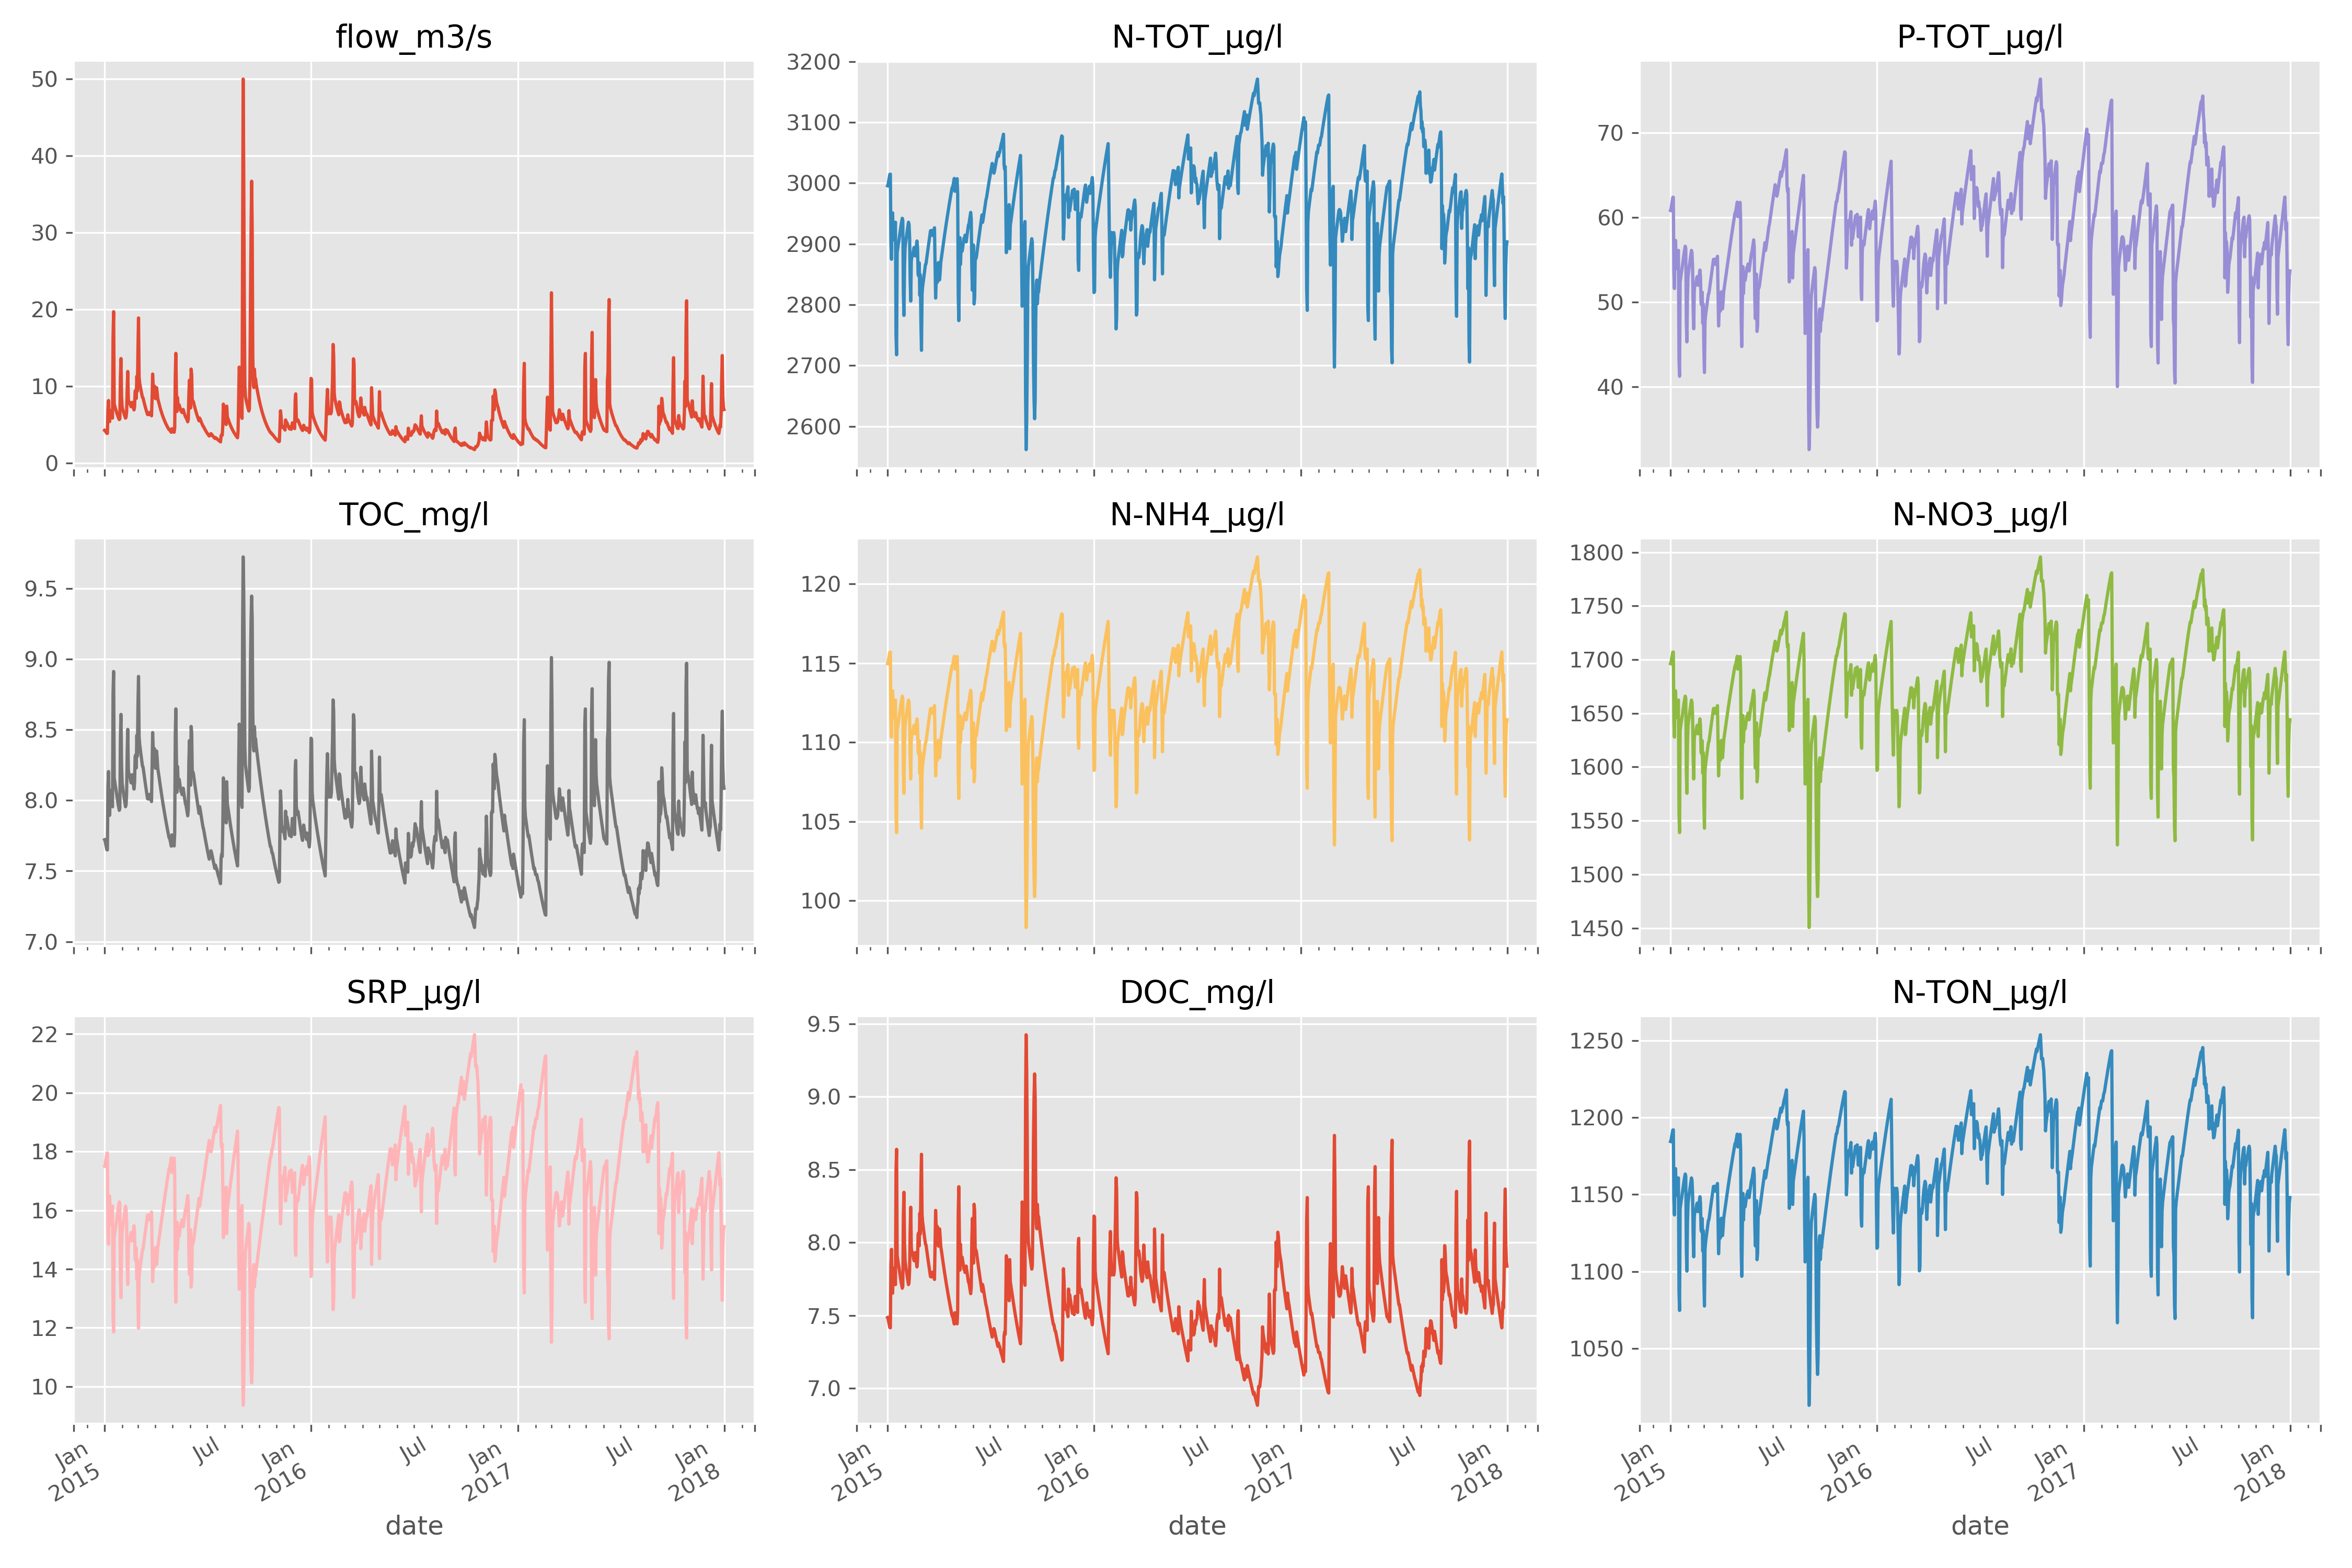 flow_m3/s
50
40
30
20
10
0
N-TOT_µg/l
3200
3100
3000
2900
2800
2700
2600
P-TOT_µg/l
70
60
50
40
TOC_mg/l
9.5
9.0
8.5
8.0
7.5
7.0
N-NH4_µg/l
120
115
110
105
100
N-NO3_µg/l
1800
1750
1700
1650
1600
1550
1500
1450
SRP_µg/l
22
20
18
16
14
12
10
Jan
2015
Jul
Jan
2016
Jul
Jan
2017
Jul
Jan
2018
date
DOC_mg/l
9.5
9.0
8.5
8.0
7.5
7.0
Jan
2015
Jul
Jan
2016
Jul
Jan
2017
Jul
Jan
2018
date
N-TON_µg/l
1250
1200
1150
1100
1050
Jan
2015
Jul
Jan
2016
Jul
Jan
2017
Jul
Jan
2018
date